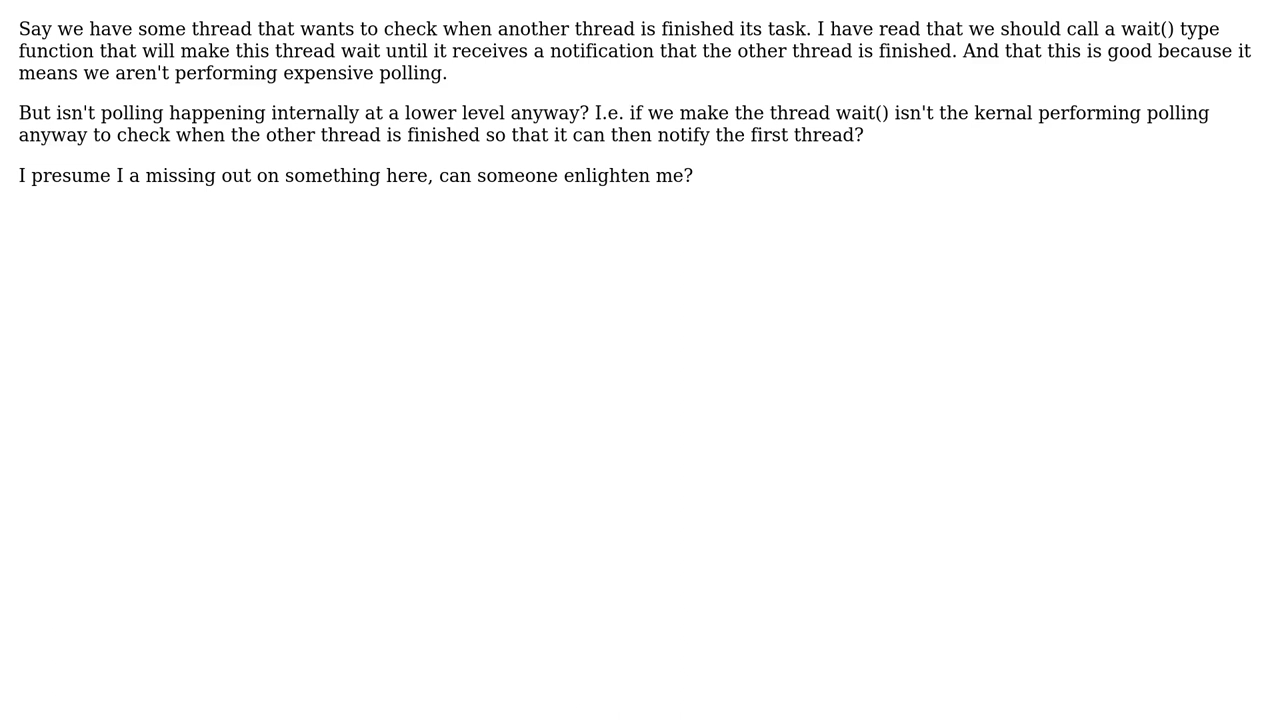 Say we have some thread that wants to check when another thread is finished its task. I have read that we should call a wait() type
function that will make this thread wait until it receives a notification that the other thread is finished. And that this is good because it
means we aren't performing expensive polling.
But isn't polling happening internally at a lower level anyway? I.e. if we make the thread wait() isn't the kernal performing polling
anyway to check when the other thread is finished so that it can then notify the first thread?
I presume I a missing out on something here, can someone enlighten me?